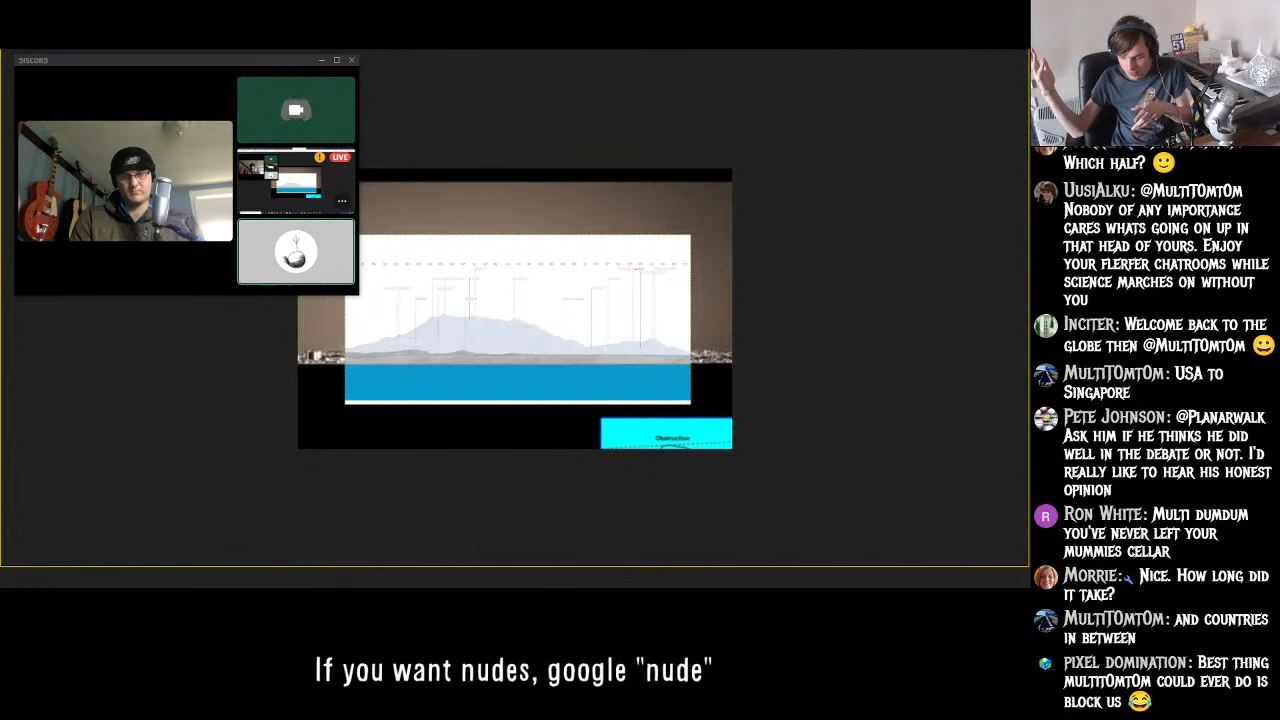 DISCORD
LIVE
Obstruction
If you want nudes, google "nude"
AREA
51
Which half? 🙂
UusiAlku: @MultiTOmtOm
Nobody of any importance
cares whats going on up in
that head of yours. Enjoy
your flerfer chatrooms while
science marches on without
you
Inciter: Welcome back to the
globe then @MultiTOmtOm 😀
MultiTOmtOm: USA to
Singapore
Pete Johnson: @Planarwalk
Ask him if he thinks he did
well in the debate or not. I'd
really like to hear his honest
opinion
R
Ron White: Multi dumdum
you've never left your
mummies cellar
Morrie: Nice. How long did
it take?
MultiTOmtOm: and countries
in between
pixel domination: Best thing
multitOmtOm could ever do is
block us 😂